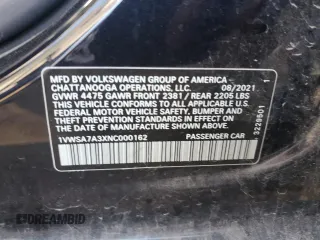 MFD. BY VOLKSWAGEN GROUP OF AMERICA
CHATTANOOGA OPERATIONS, LLC. 08/2021
GVWR 4475 GAWR FRONT 2381 / REAR 2205 LBS
THIS VEHICLE CONFORMS TO ALL APPLICABLE U.S.
FEDERAL MOTOR VEHICLE SAFETY, BUMPER AND
THEFT PREVENTION STANDARDS IN EFFECT ON
THE DATE OF MANUFACTURE SHOWN ABOVE.
1VWSA7A3XNC000162 PASSENGER CAR
3229501
1
DREAMBID